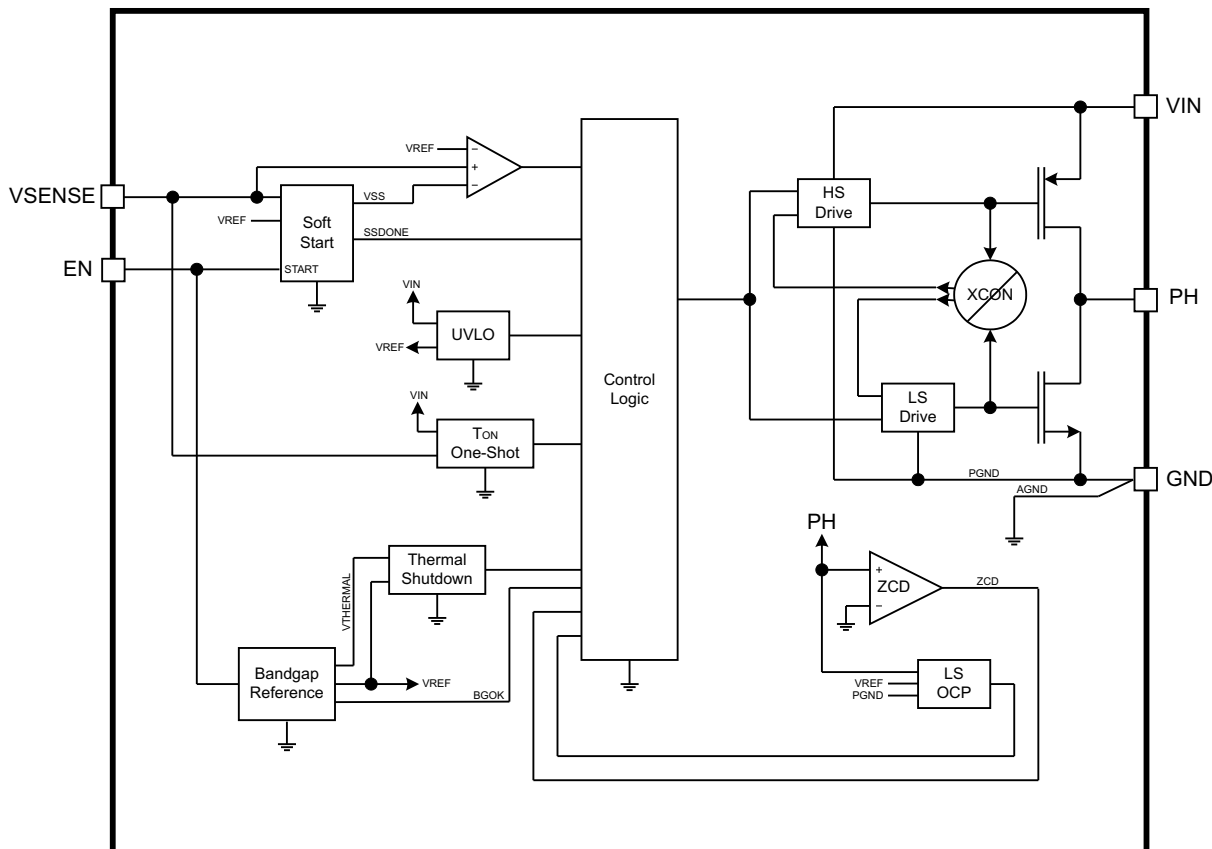 VIN
VREF
VSENSE
VSS
HS
Drive
VREF
Soft
Start
SSDONE
EN
START
VIN
XCON
PH
UVLO
VREF
Control
Logic
VIN
LS
Drive
TON
One-Shot
PGND
GND
AGND
PH
Thermal
Shutdown
VTHERMAL
+
-
ZCD
ZCD
Bandgap
Reference
VREF
BGOK
LS
OCP
VREF
PGND
−
+
−